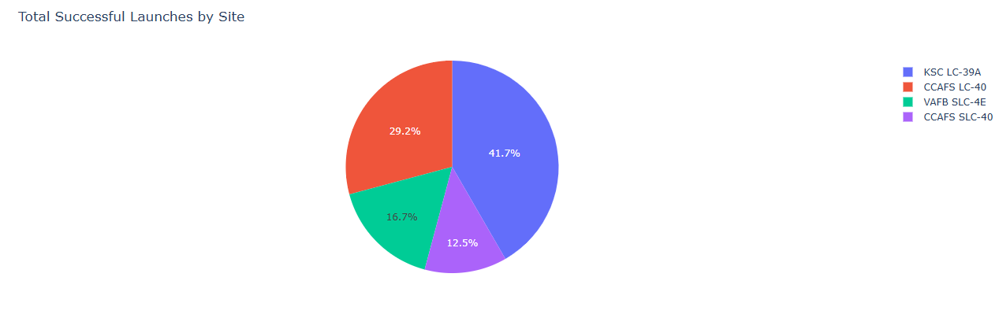 Total Successful Launches by Site
KSC LC-39A
CCAFS LC-40
VAFB SLC-4E
CCAFS SLC-40
29.2%
41.7%
16.7%
12.5%